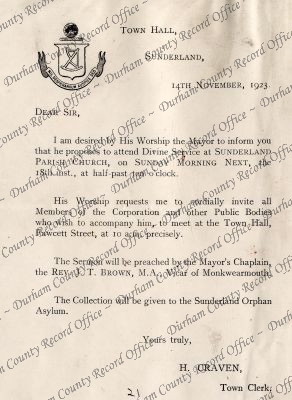 TOWN HALL,
SUNDERLAND,
14TH NOVEMBER, 1923.
DEAR SIR,
I am desired by His Worship the Mayor to inform you
that he proposes to attend Divine Service at SUNDERLAND
PARISH CHURCH, on SUNDAY MORNING NEXT, the
18th inst., at half-past ten o'clock.
His Worship requests me to cordially invite all
Members of the Corporation and other Public Bodies
who wish to accompany him, to meet at the Town Hall,
Fawcett Street, at 10 a.m. precisely.
The Sermon will be preached by the Mayor's Chaplain,
the REV. J. T. BROWN, M.A., Vicar of Monkwearmouth.
The Collection will be given to the Sunderland Orphan
Asylum.
Yours truly,
H. CRAVEN,
Town Clerk.
21
Durham County Record Office